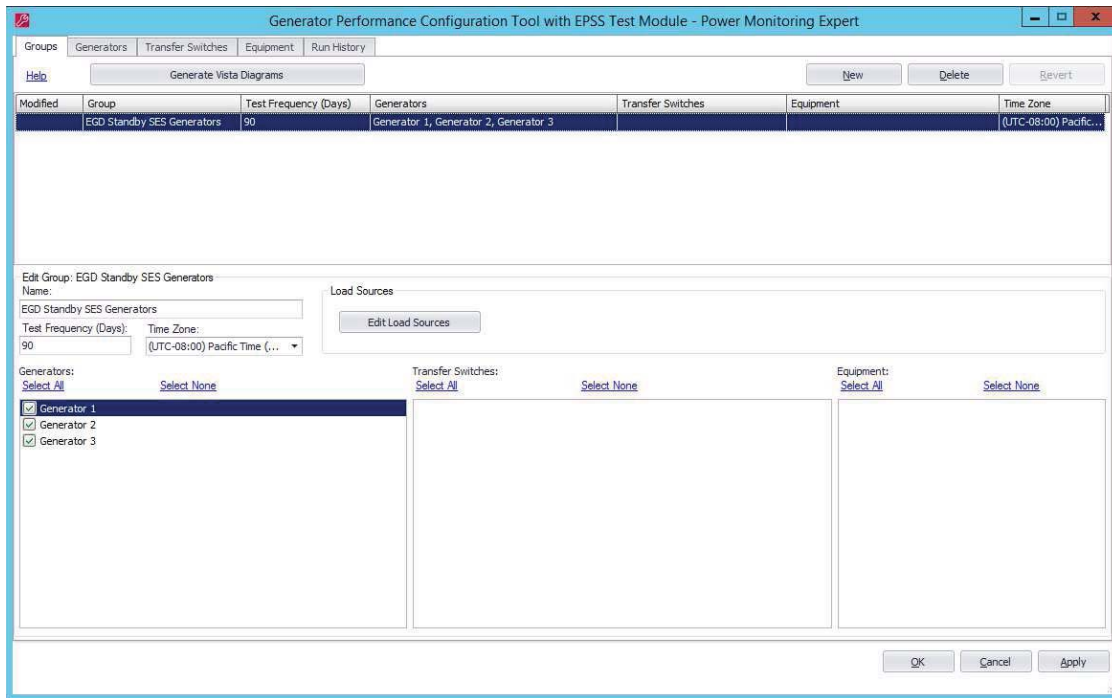 Generator Performance Configuration Tool with EPSS Test Module - Power Monitoring Expert
Groups Generators Transfer Switches Equipment Run History
Help Generate Vista Diagrams New Delete Revert
Modified Group Test Frequency (Days) Generators Transfer Switches Equipment Time Zone
EGD Standby SES Generators 90 Generator 1, Generator 2, Generator 3 (UTC-08:00) Pacific...
Edit Group: EGD Standby SES Generators
Name: Load Sources
EGD Standby SES Generators Edit Load Sources
Test Frequency (Days): Time Zone:
90 (UTC-08:00) Pacific Time (...
Generators: Transfer Switches: Equipment:
Select All Select None Select All Select None Select All Select None
Generator 1
Generator 2
Generator 3
OK Cancel Apply